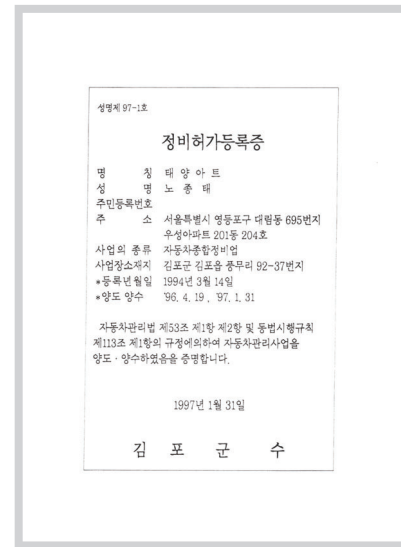 성명제 97-1호
정비허가등록증
명 칭 태 양 아 트
성 명 노 종 태
주민등록번호
주 소 서울특별시 영등포구 대림동 695번지
우성아파트 201동 204호
사업의 종류 자동차종합정비업
사업장소재지 김포군 김포읍 풍무리 92-37번지
*등록년월일 1994년 3월 14일
*양도 양수 '96. 4. 19 , '97. 1. 31
자동차관리법 제53조 제1항 제2항 및 동법시행규칙
제113조 제1항의 규정에의하여 자동차관리사업을
양도 · 양수하였음을 증명합니다.
1997년 1월 31일
김 포 군 수